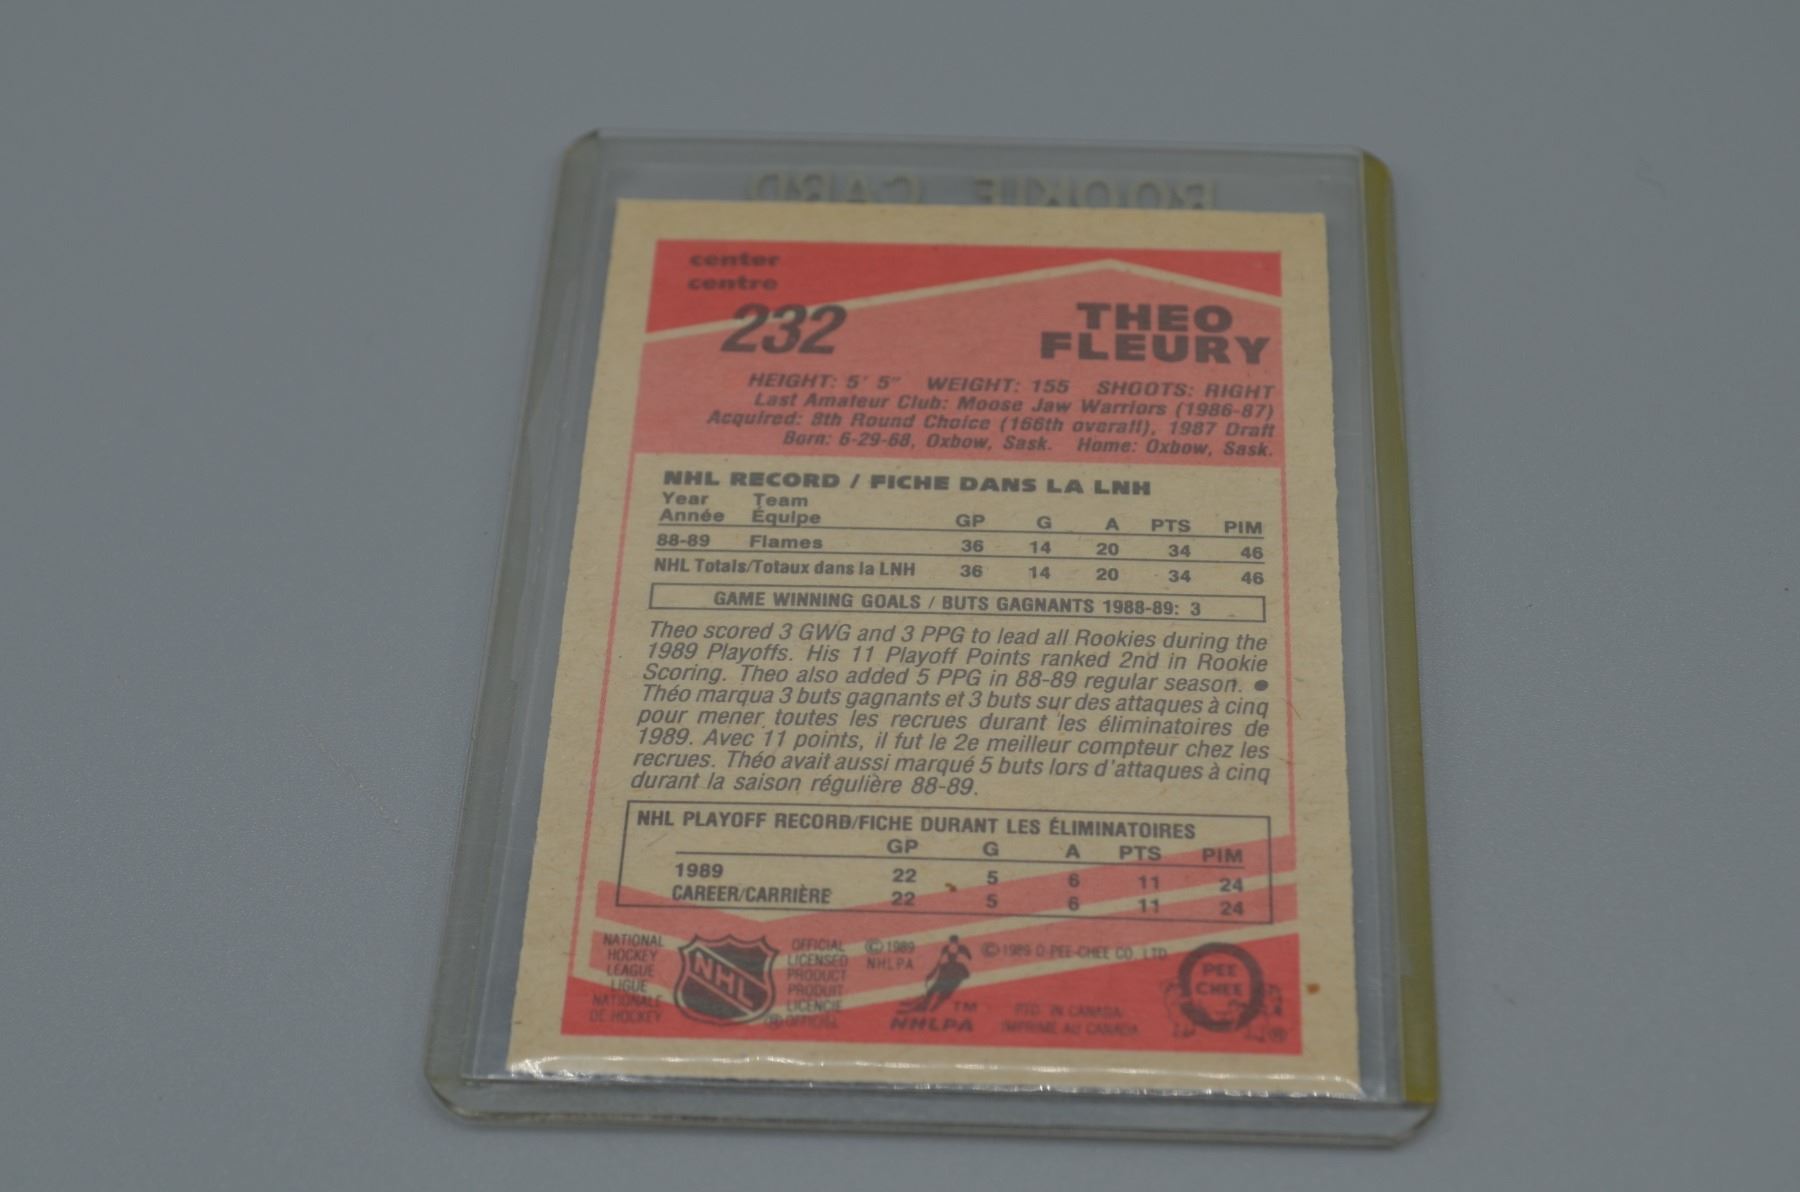 ROOKIE CARD
center
centre
232
THEO
FLEURY
HEIGHT: 5' 5" WEIGHT: 155 SHOOTS: RIGHT
Last Amateur Club: Moose Jaw Warriors (1986-87)
Acquired: 8th Round Choice (166th overall), 1987 Draft
Born: 6-29-68, Oxbow, Sask. Home: Oxbow, Sask.
NHL RECORD / FICHE DANS LA LNH
Year Team
Année Équipe GP G A PTS PIM
88-89 Flames 36 14 20 34 46
NHL Totals/Totaux dans la LNH 36 14 20 34 46
GAME WINNING GOALS / BUTS GAGNANTS 1988-89: 3
Theo scored 3 GWG and 3 PPG to lead all Rookies during the
1989 Playoffs. His 11 Playoff Points ranked 2nd in Rookie
Scoring. Theo also added 5 PPG in 88-89 regular season. ●
Théo marqua 3 buts gagnants et 3 buts sur des attaques à cinq
pour mener toutes les recrues durant les éliminatoires de
1989. Avec 11 points, il fut le 2e meilleur compteur chez les
recrues. Théo avait aussi marqué 5 buts lors d'attaques à cinq
durant la saison régulière 88-89.
NHL PLAYOFF RECORD/FICHE DURANT LES ÉLIMINATOIRES
GP G A PTS PIM
1989 22 5 6 11 24
CAREER/CARRIÈRE 22 5 6 11 24
NATIONAL
HOCKEY
LEAGUE
LIGUE
NATIONALE
DE HOCKEY
NHL
OFFICIAL
LICENSED
PRODUCT
PRODUIT
LICENCIE
OFFICIEL
© 1989
NHLPA
TM
NHLPA
© 1989 O-PEE-CHEE CO. LTD.
PTD. IN CANADA
IMPRIMÉ AU CANADA
PEE
CHEE
®